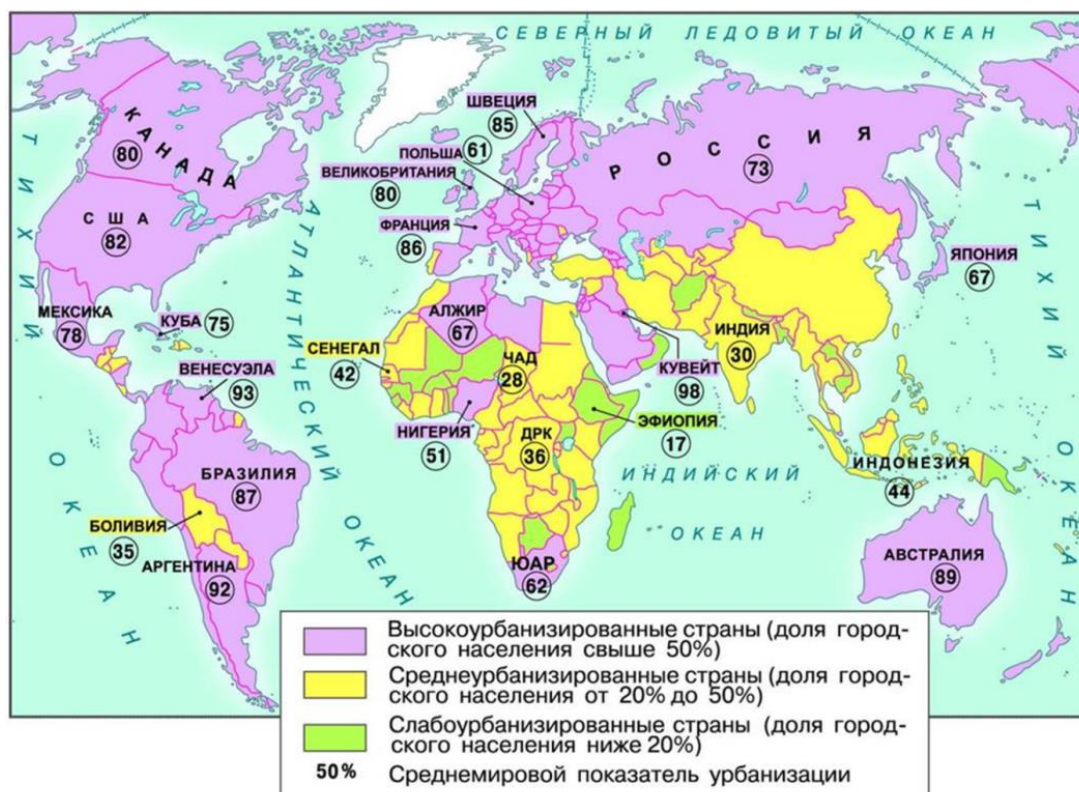 СЕВЕРНЫЙ ЛЕДОВИТЫЙ ОКЕАН
ТИХИЙ ОКЕАН
АТЛАНТИЧЕСКИЙ ОКЕАН
ТИХИЙ ОКЕАН
ИНДИЙСКИЙ
ОКЕАН
КАНАДА
80
США
82
МЕКСИКА
78
КУБА 75
ВЕНЕСУЭЛА
93
БРАЗИЛИЯ
87
БОЛИВИЯ
35
АРГЕНТИНА
92
ШВЕЦИЯ
85
ПОЛЬША 61
ВЕЛИКОБРИТАНИЯ
80
ФРАНЦИЯ
86
РОССИЯ
73
ЯПОНИЯ
67
АЛЖИР
67
СЕНЕГАЛ
42
ЧАД
28
НИГЕРИЯ
51
ДРК
36
ЭФИОПИЯ
17
КУВЕЙТ
98
ИНДИЯ
30
ИНДОНЕЗИЯ
44
ЮАР
62
АВСТРАЛИЯ
89
Высокоурбанизированные страны (доля город-
ского населения свыше 50%)
Среднеурбанизированные страны (доля город-
ского населения от 20% до 50%)
Слабоурбанизированные страны (доля город-
ского населения ниже 20%)
50% Среднемировой показатель урбанизации